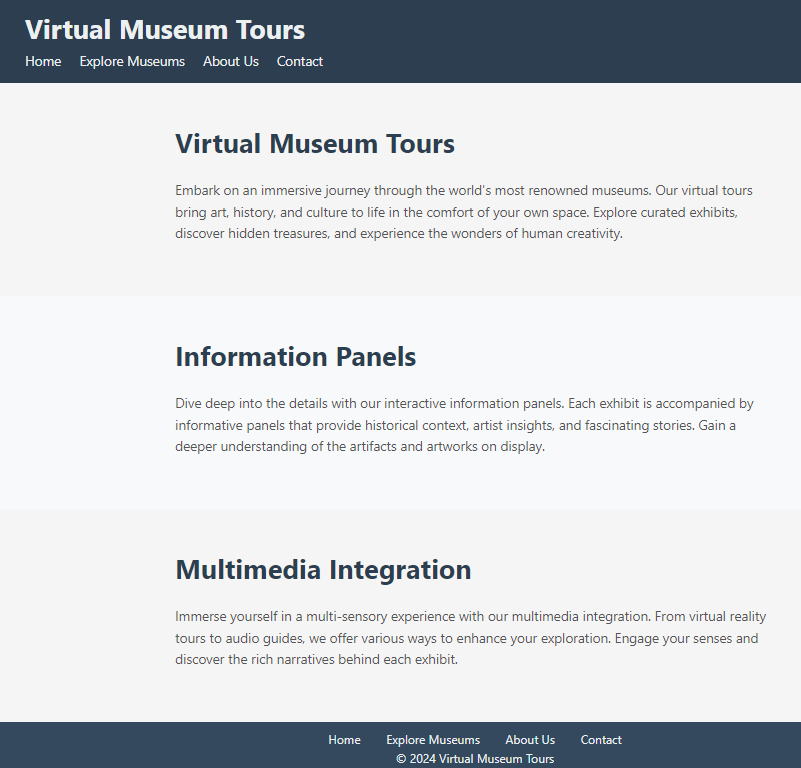 Virtual Museum Tours
Home Explore Museums About Us Contact
Virtual Museum Tours
Embark on an immersive journey through the world's most renowned museums. Our virtual tours
bring art, history, and culture to life in the comfort of your own space. Explore curated exhibits,
discover hidden treasures, and experience the wonders of human creativity.
Information Panels
Dive deep into the details with our interactive information panels. Each exhibit is accompanied by
informative panels that provide historical context, artist insights, and fascinating stories. Gain a
deeper understanding of the artifacts and artworks on display.
Multimedia Integration
Immerse yourself in a multi-sensory experience with our multimedia integration. From virtual reality
tours to audio guides, we offer various ways to enhance your exploration. Engage your senses and
discover the rich narratives behind each exhibit.
Home Explore Museums About Us Contact
© 2024 Virtual Museum Tours